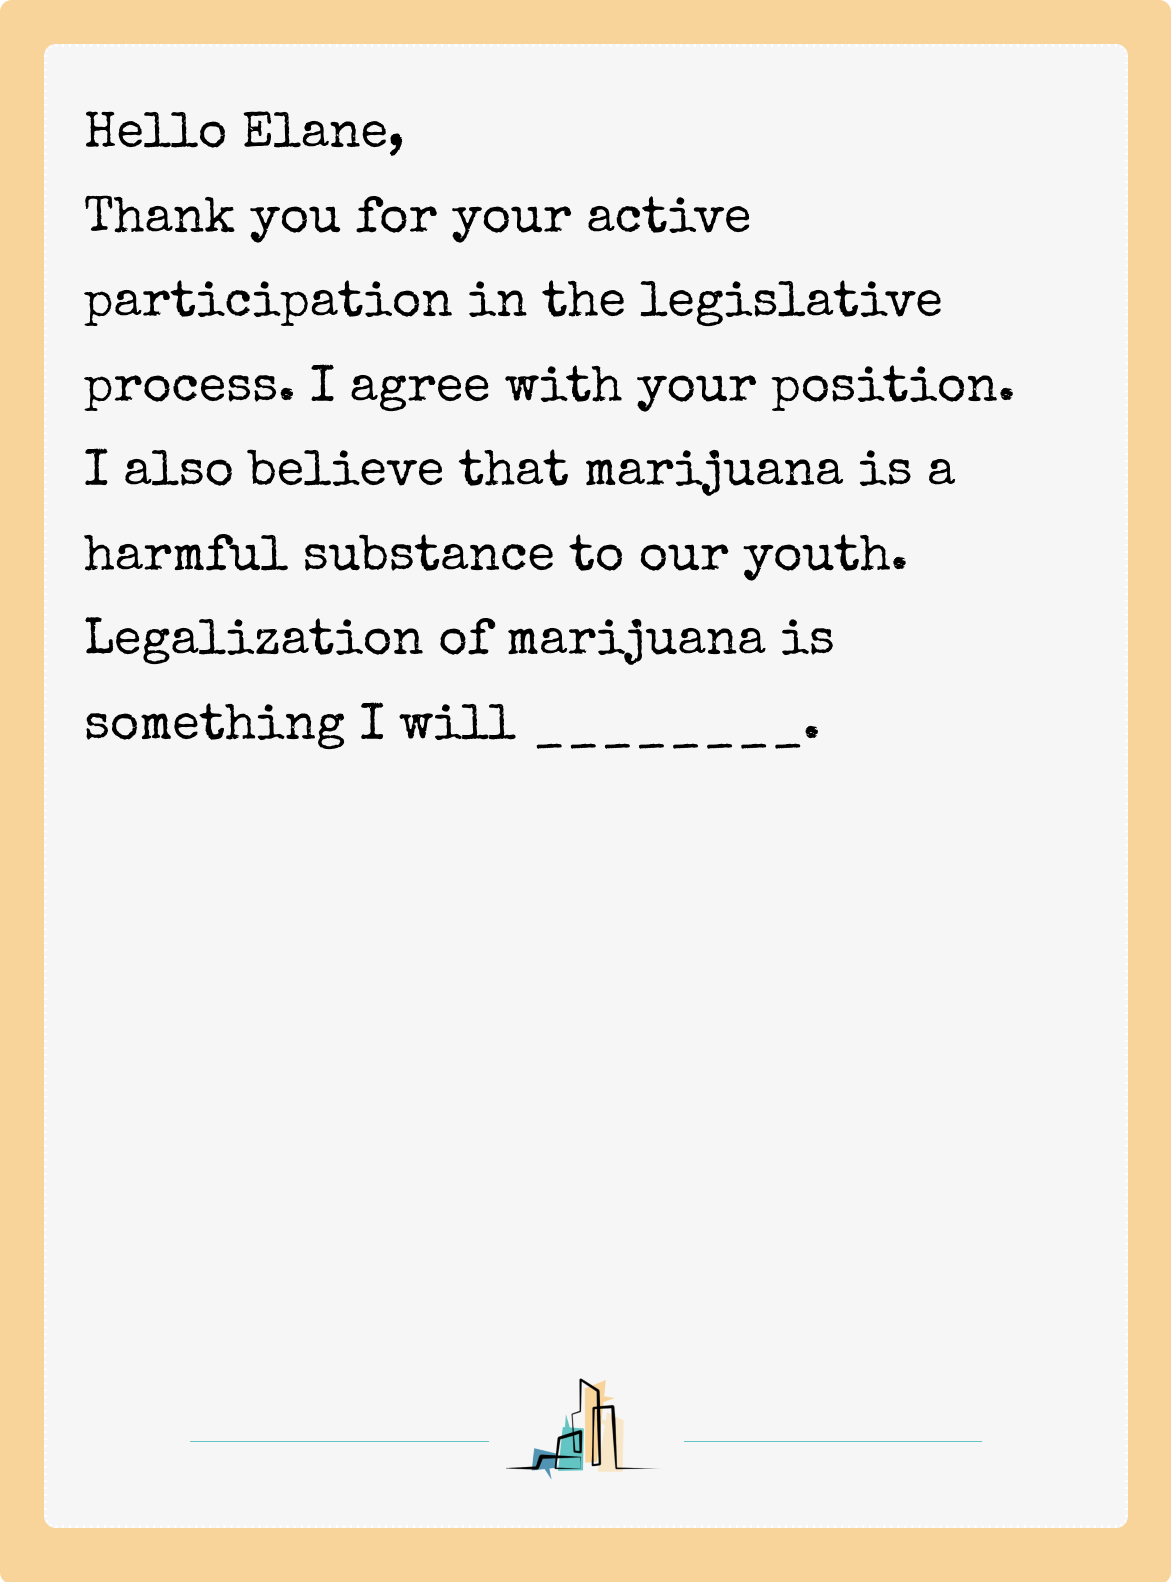 Hello Elane,
Thank you for your active
participation in the legislative
process. I agree with your position.
I also believe that marijuana is a
harmful substance to our youth.
Legalization of marijuana is
something I will ________.